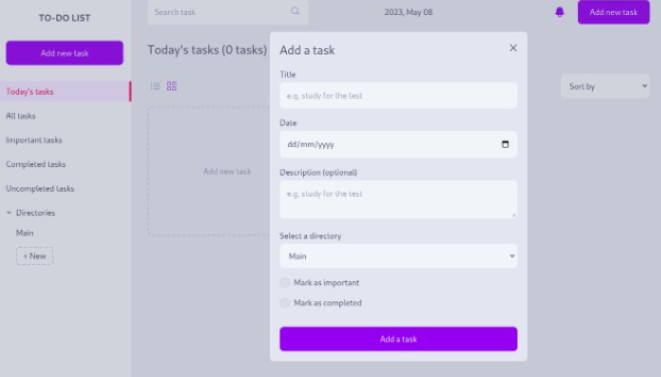 TO-DO LIST
Add new task
Today's tasks
All tasks
Important tasks
Completed tasks
Uncompleted tasks
Directories
Main
+ New
Search task
2023, May 08
Add new task
Today's tasks (0 tasks)
Sort by
Add new task
Add a task
Title
e.g, study for the test
Date
dd/mm/yyyy
Description (optional)
e.g, study for the test
Select a directory
Main
Mark as important
Mark as completed
Add a task